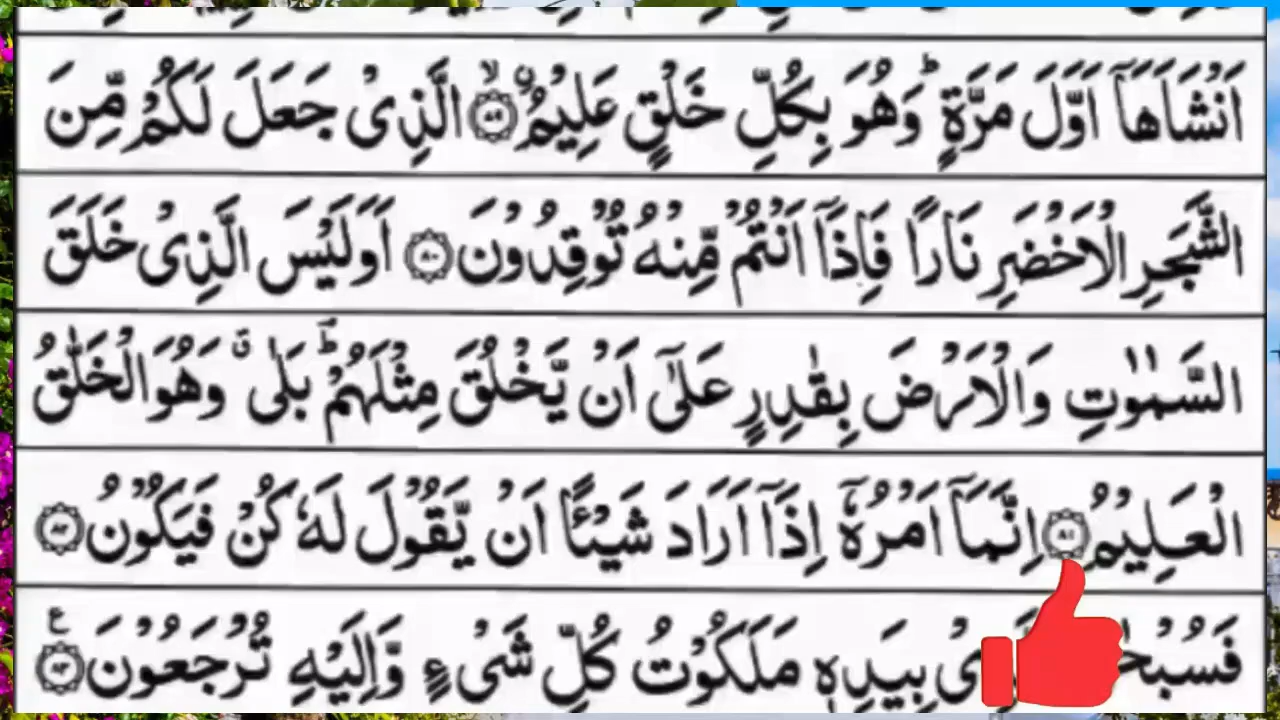 اَنْشَاَهَاۤ اَوَّلَ مَرَّةٍ ؕ وَهُوَ بِكُلِّ خَلْقٍ عَلِيْمُ ۙ ﴿۷۹﴾ الَّذِیْ جَعَلَ لَكُمْ مِّنَ
الشَّجَرِ الْاَخْضَرِ نَارًا فَاِذَاۤ اَنْتُمْ مِّنْهُ تُوْقِدُوْنَ ﴿۸۰﴾ اَوَلَيْسَ الَّذِیْ خَلَقَ
السَّمٰوٰتِ وَالْاَرْضَ بِقٰدِرٍ عَلٰۤی اَنْ يَّخْلُقَ مِثْلَهُمْ ؕ بَلٰی ۗ وَهُوَ الْخَلّٰقُ
الْعَلِيْمُ ﴿۸۱﴾ اِنَّمَاۤ اَمْرُهٗۤ اِذَاۤ اَرَادَ شَيْئًا اَنْ يَّقُوْلَ لَهٗ كُنْ فَيَكُوْنُ ﴿۸۲﴾
فَسُبْحٰ بِيَدِهٖ مَلَكُوْتُ كُلِّ شَیْءٍ وَّاِلَيْهِ تُرْجَعُوْنَ ﴿۸۳﴾ ع